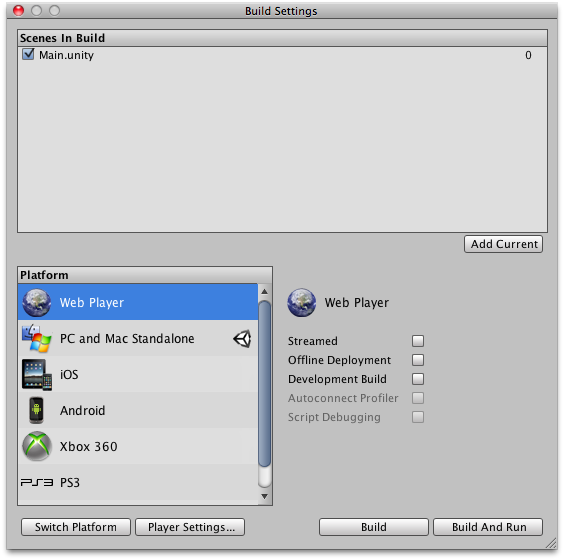 Build Settings
Scenes In Build
Main.unity 0
Add Current
Platform
Web Player
PC and Mac Standalone
iOS
Android
Xbox 360
PS3 PS3
Web Player
Streamed
Offline Deployment
Development Build
Autoconnect Profiler
Script Debugging
Switch Platform Player Settings... Build Build And Run